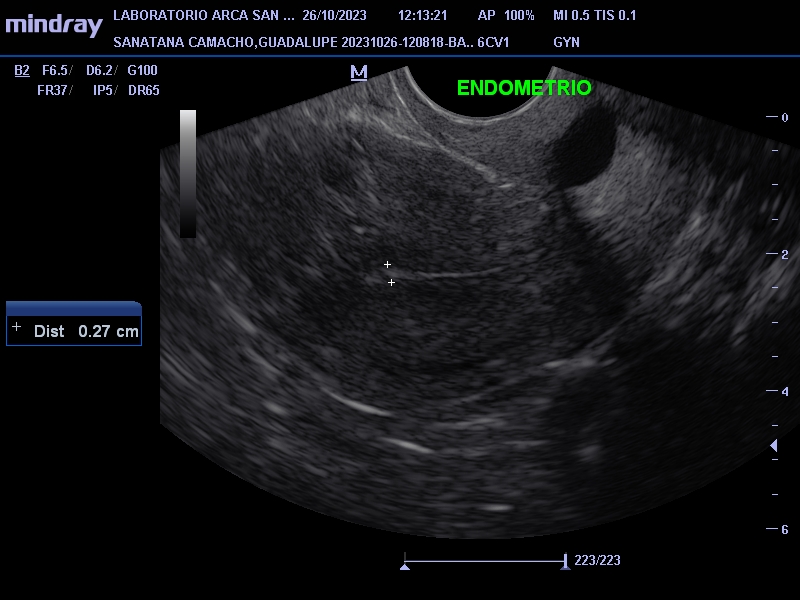 mindray
LABORATORIO ARCA SAN ... 26/10/2023 12:13:21 AP 100% MI 0.5 TIS 0.1
SANATANA CAMACHO,GUADALUPE 20231026-120818-BA.. 6CV1 GYN
B2 F6.5/ D6.2/ G100
FR37/ IP5/ DR65
M
ENDOMETRIO
0
2
+ Dist 0.27 cm
4
6
223/223